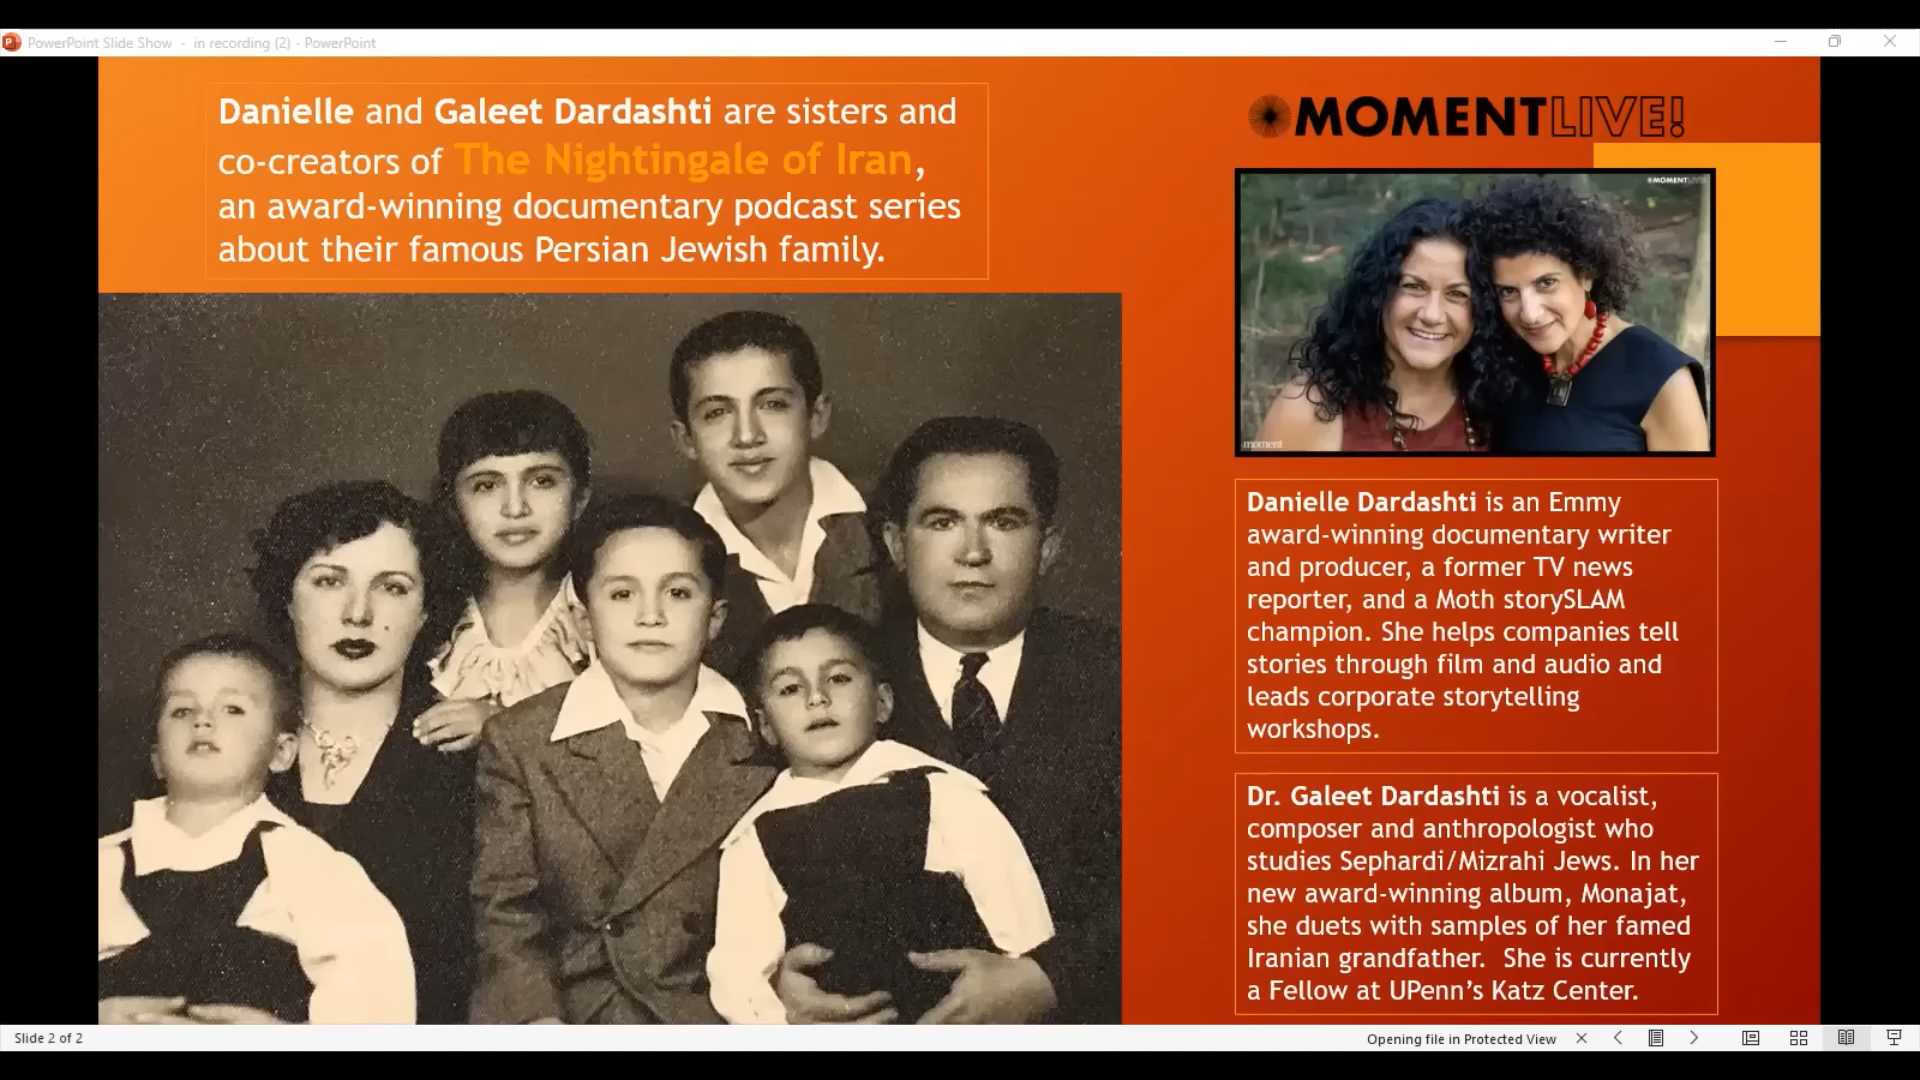 PowerPoint Slide Show - in recording (2) - PowerPoint
Danielle and Galeet Dardashti are sisters and
co-creators of The Nightingale of Iran,
an award-winning documentary podcast series
about their famous Persian Jewish family.
MOMENTLIVE!
MOMENTLIVE!
moment
Danielle Dardashti is an Emmy
award-winning documentary writer
and producer, a former TV news
reporter, and a Moth storySLAM
champion. She helps companies tell
stories through film and audio and
leads corporate storytelling
workshops.
Dr. Galeet Dardashti is a vocalist,
composer and anthropologist who
studies Sephardi/Mizrahi Jews. In her
new award-winning album, Monajat,
she duets with samples of her famed
Iranian grandfather.  She is currently
a Fellow at UPenn’s Katz Center.
Slide 2 of 2
Opening file in Protected View